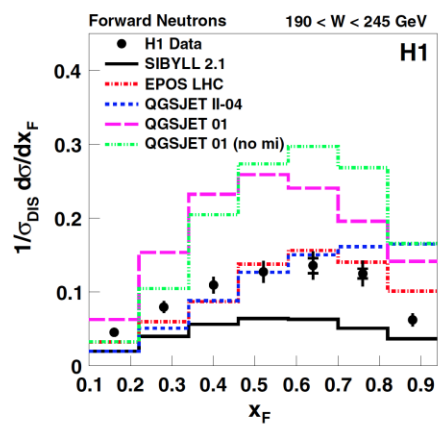 Forward Neutrons 190 < W < 245 GeV
H1
H1 Data
SIBYLL 2.1
EPOS LHC
QGSJET II-04
QGSJET 01
QGSJET 01 (no mi)
1/σDIS dσ/dxF
0.4
0.3
0.2
0.1
0
0.1 0.2 0.3 0.4 0.5 0.6 0.7 0.8 0.9
xF